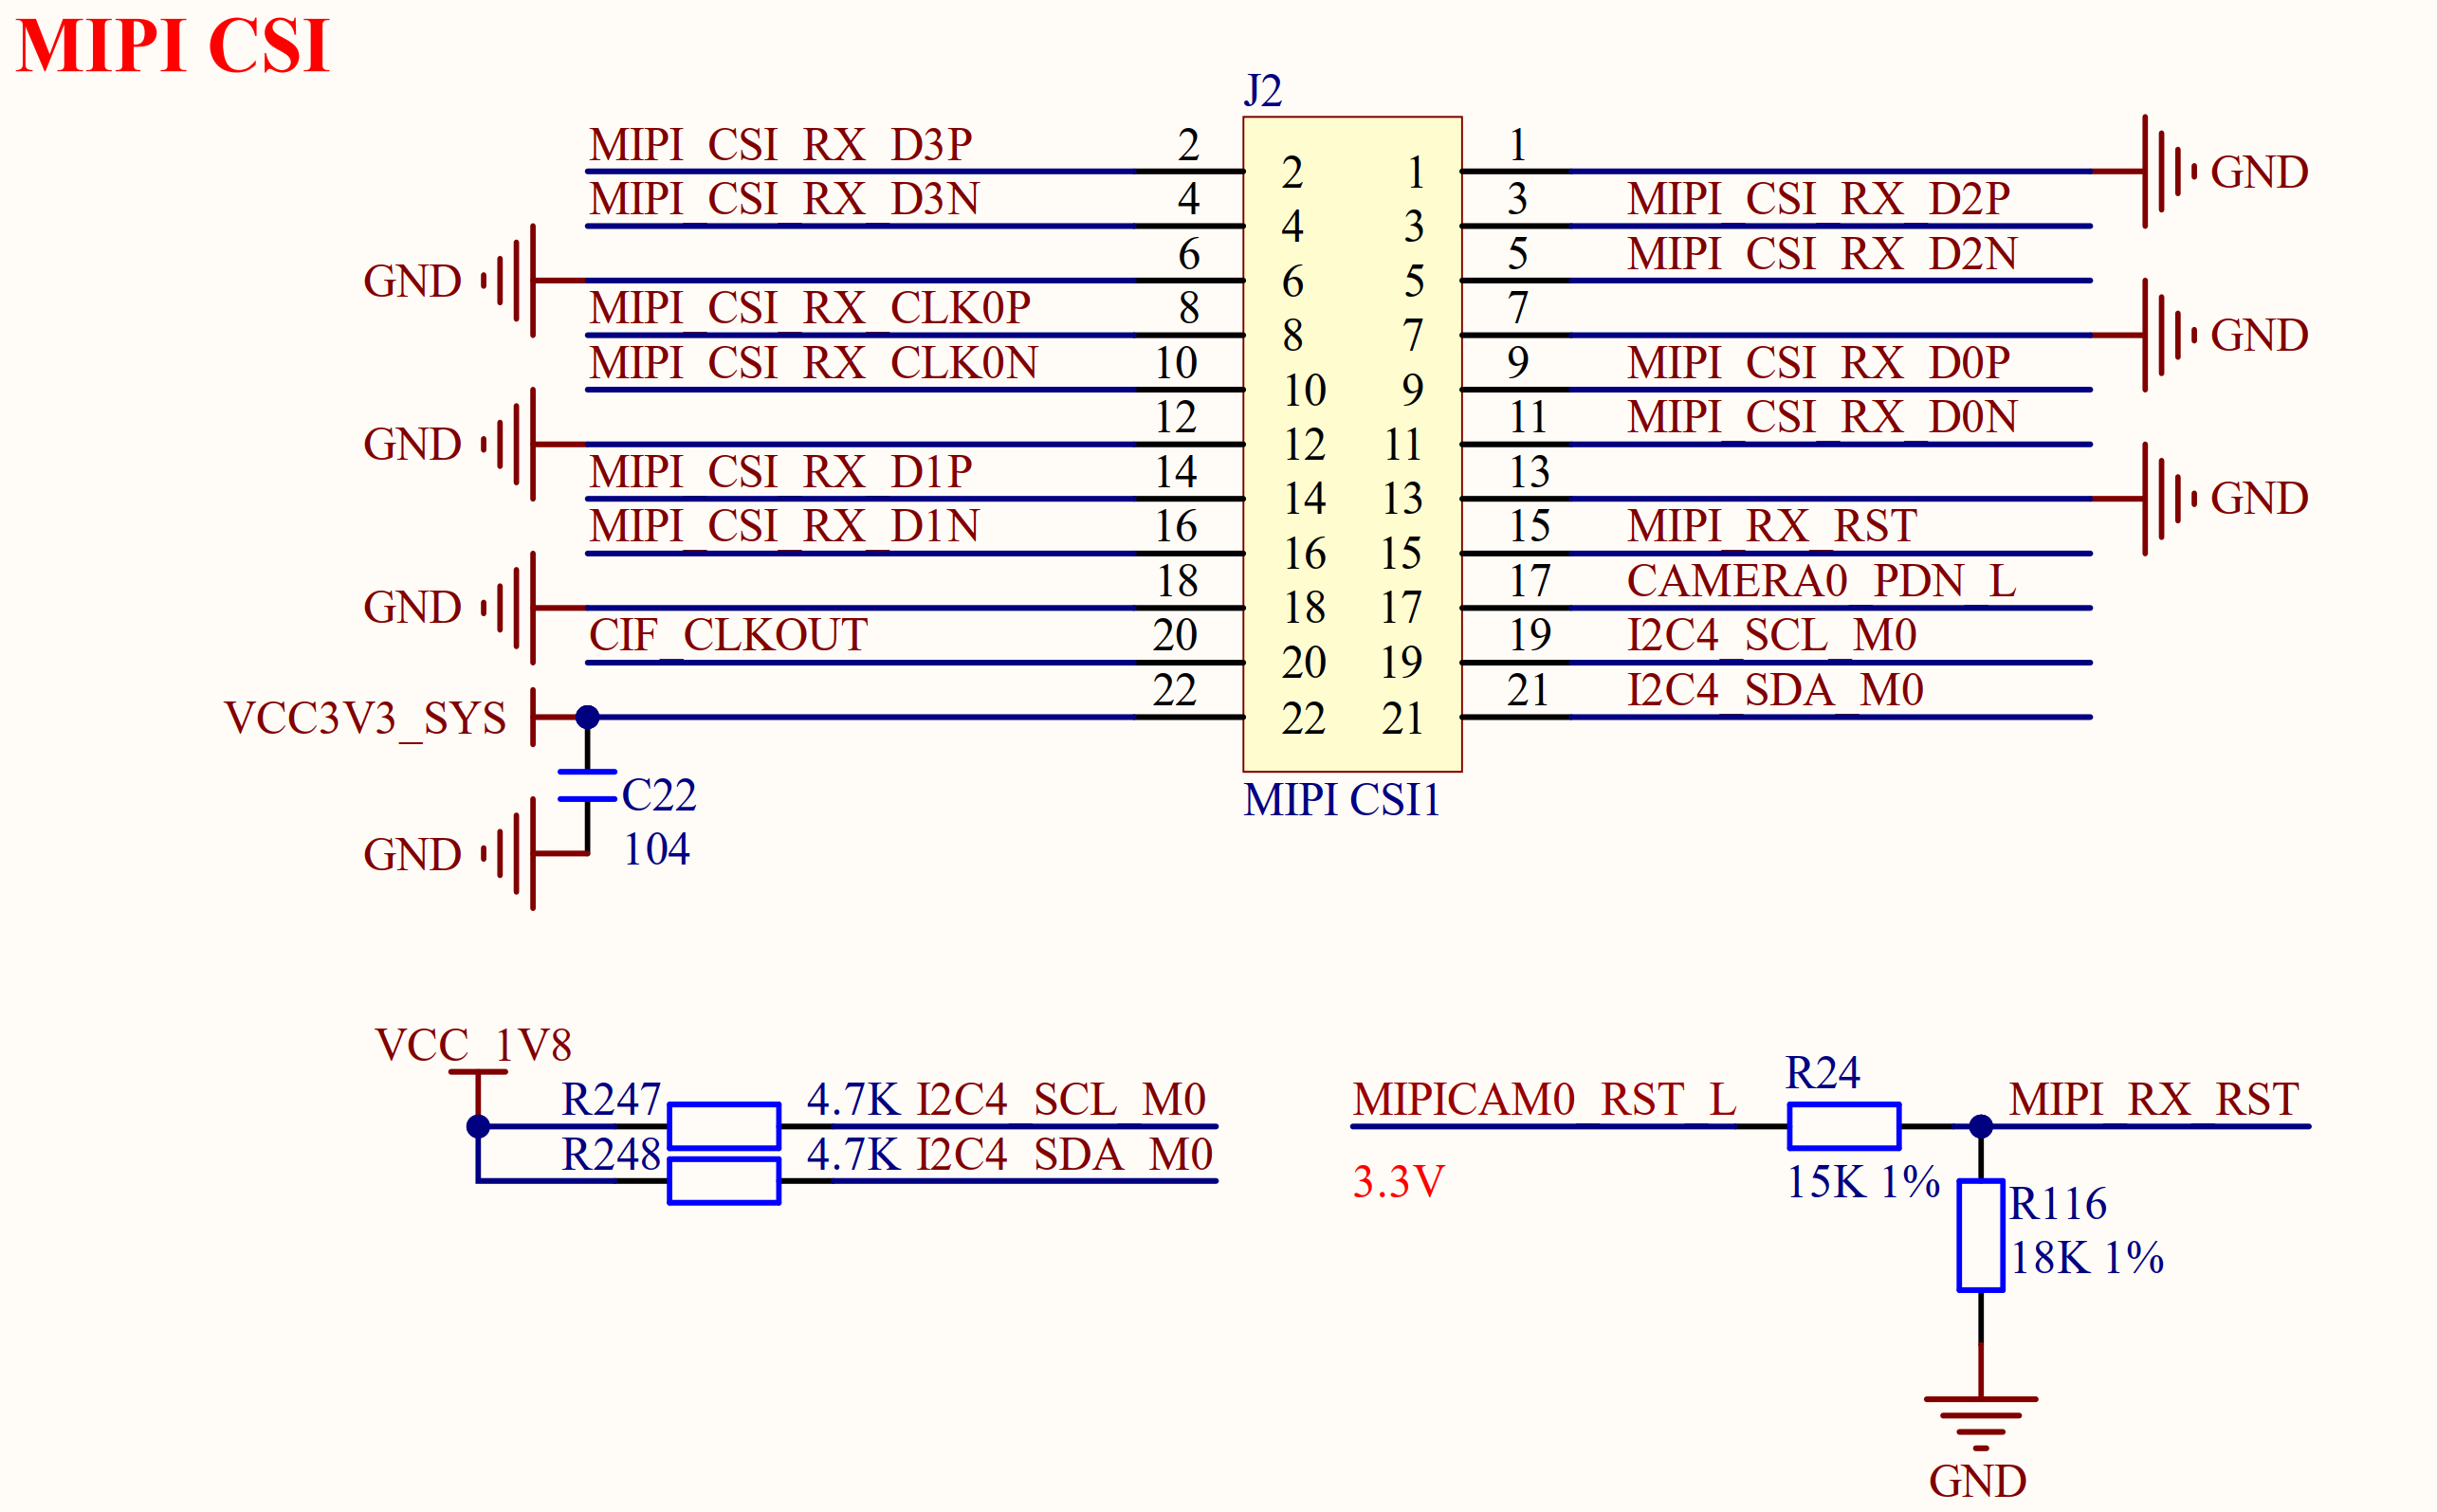 MIPI CSI
J2
MIPI_CSI_RX_D3P 2 2 1 1 GND
MIPI_CSI_RX_D3N 4 4 3 3 MIPI_CSI_RX_D2P
GND 6 6 5 5 MIPI_CSI_RX_D2N
MIPI_CSI_RX_CLK0P 8 8 7 7 GND
MIPI_CSI_RX_CLK0N 10 10 9 9 MIPI_CSI_RX_D0P
GND 12 12 11 11 MIPI_CSI_RX_D0N
MIPI_CSI_RX_D1P 14 14 13 13 GND
MIPI_CSI_RX_D1N 16 16 15 15 MIPI_RX_RST
GND 18 18 17 17 CAMERA0_PDN_L
CIF_CLKOUT 20 20 19 19 I2C4_SCL_M0
VCC3V3_SYS 22 22 21 21 I2C4_SDA_M0
C22 MIPI CSI1
GND 104
VCC_1V8
R247 4.7K I2C4_SCL_M0
R248 4.7K I2C4_SDA_M0
R24
MIPICAM0_RST_L MIPI_RX_RST
3.3V 15K 1%
R116
18K 1%
GND